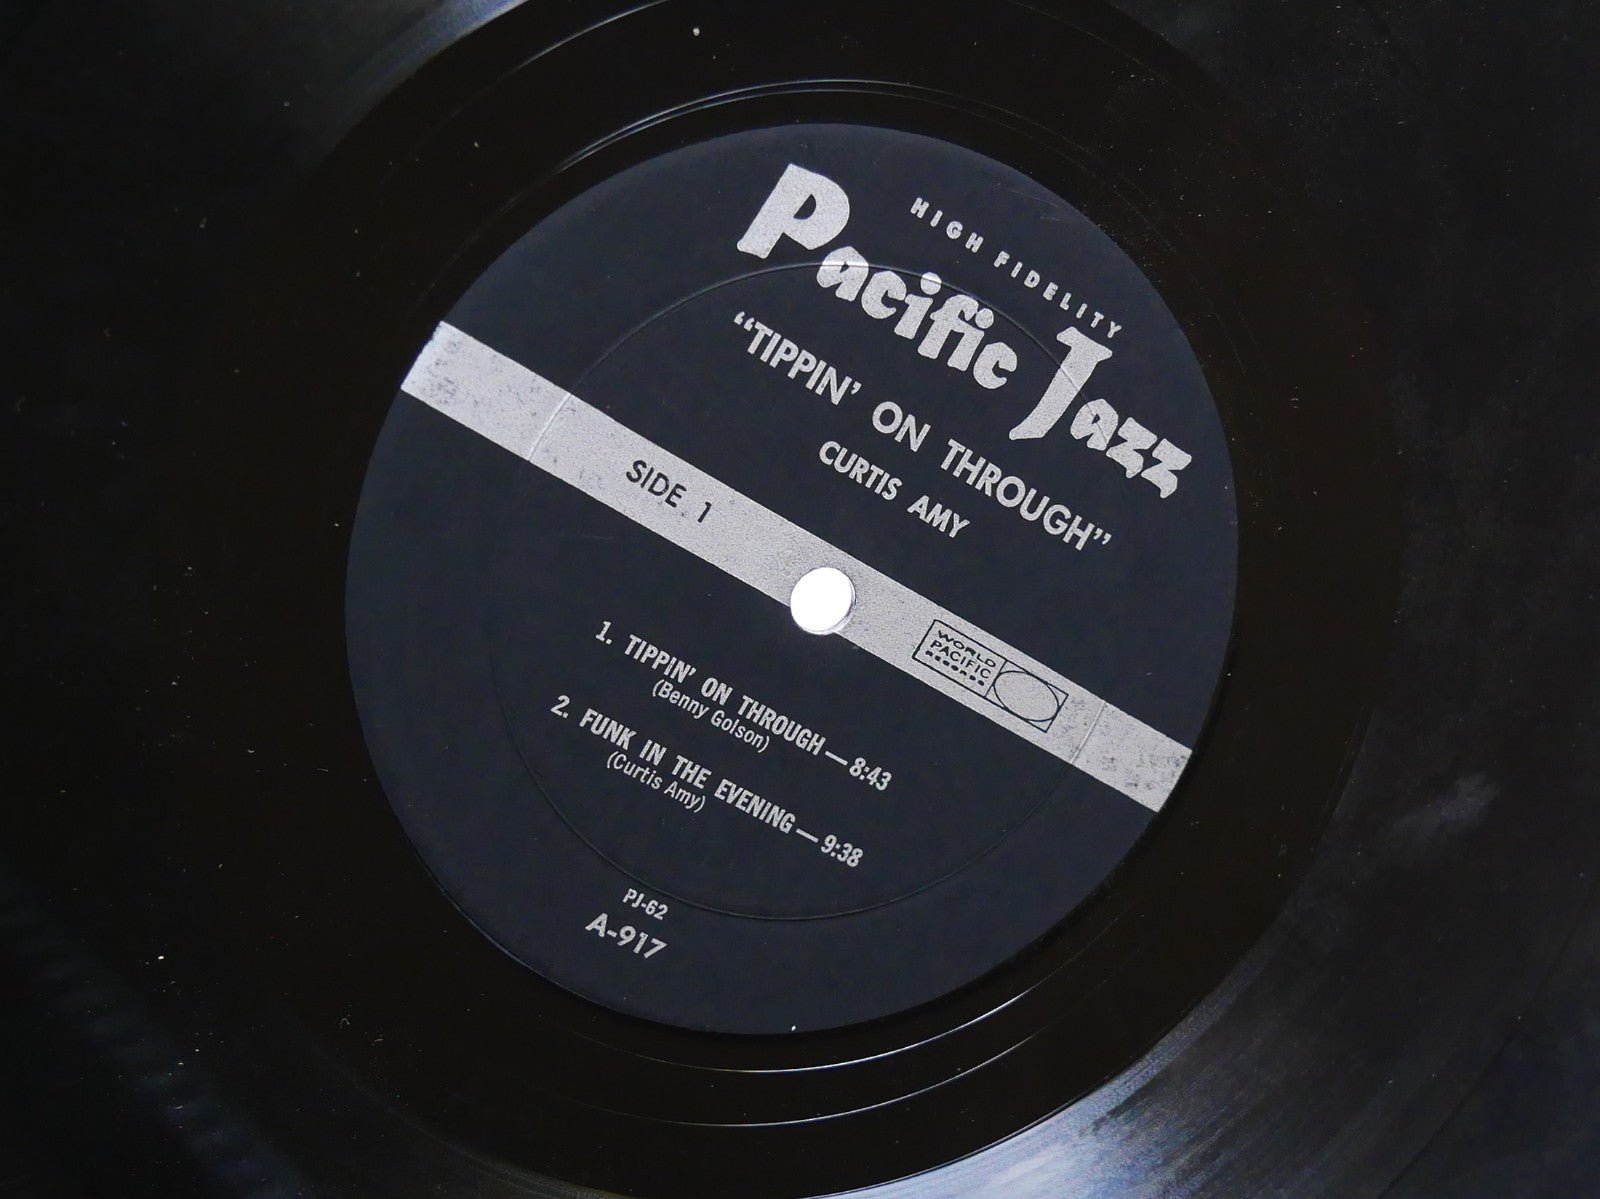 HIGH FIDELITY
Pacific Jazz
“TIPPIN’ ON THROUGH”
CURTIS AMY
SIDE 1
WORLD
PACIFIC
RECORDS
1. TIPPIN’ ON THROUGH—8:43
(Benny Golson)
2. FUNK IN THE EVENING—9:38
(Curtis Amy)
PJ-62
A-917